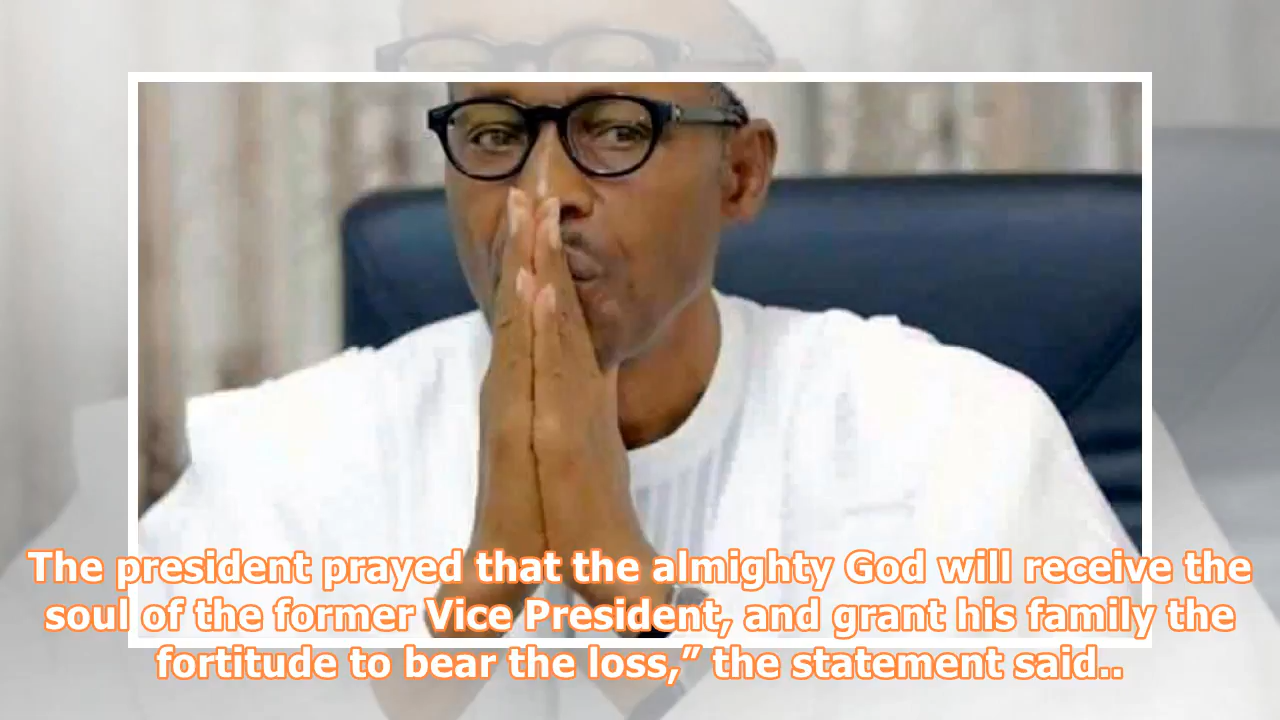 The president prayed that the almighty God will receive the
soul of the former Vice President, and grant his family the
fortitude to bear the loss,” the statement said..